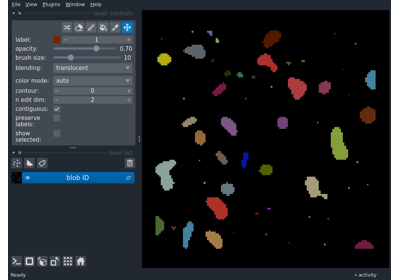 File View Plugins Window Help
layer controls
label: 1
opacity: 0.70
brush size: 10
blending: translucent
color mode: auto
contour: 0
n edit dim: 2
contiguous:
preserve
labels:
show
selected:
layer list
blob ID
Ready
activity